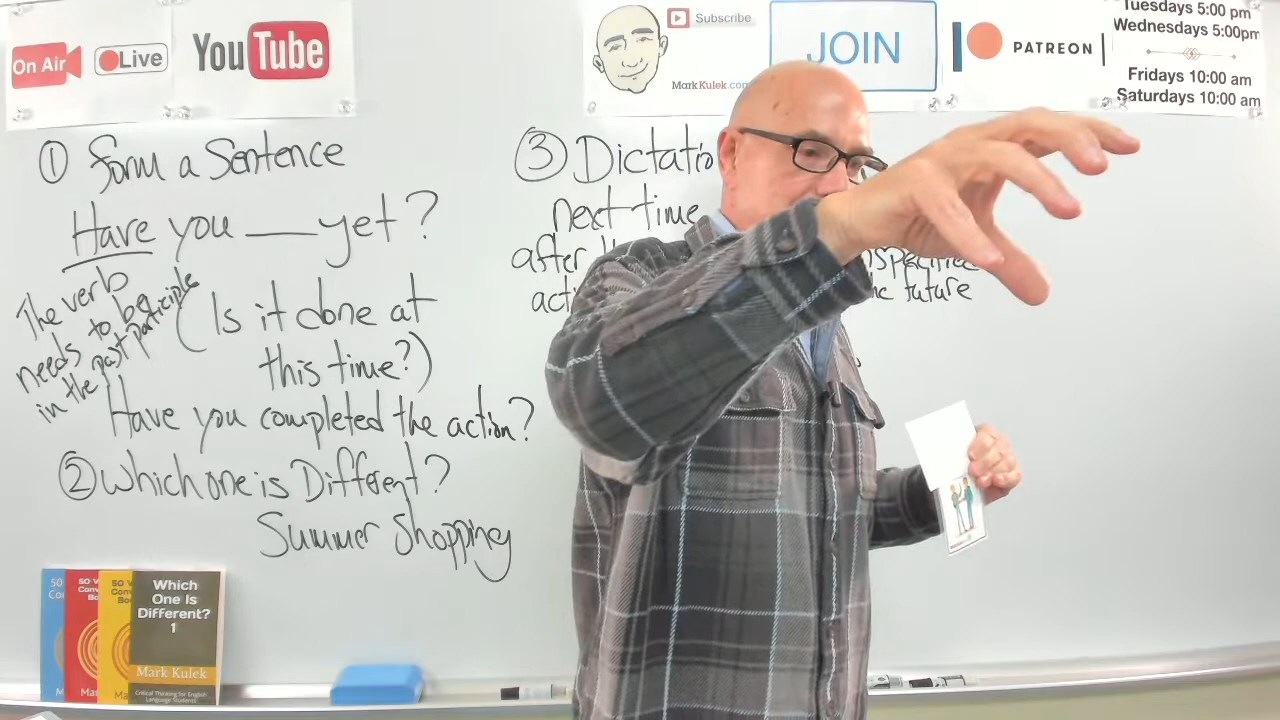 On Air
Live
YouTube
Subscribe
MarkKulek.com
JOIN
PATREON
Tuesdays 5:00 pm
Wednesdays 5:00pm
Fridays 10:00 am
Saturdays 10:00 am
① Form a Sentence
Have you ___ yet?
The verb
needs to be
in the past participle
(Is it done at
this time?)
Have you completed the action?
② Which one is Different?
Summer Shopping
③ Dictatio
next time
after
future
50
50 V
50 V
Which
One Is
Different?
1
Mark Kulek
Critical Thinking for English
Language Students